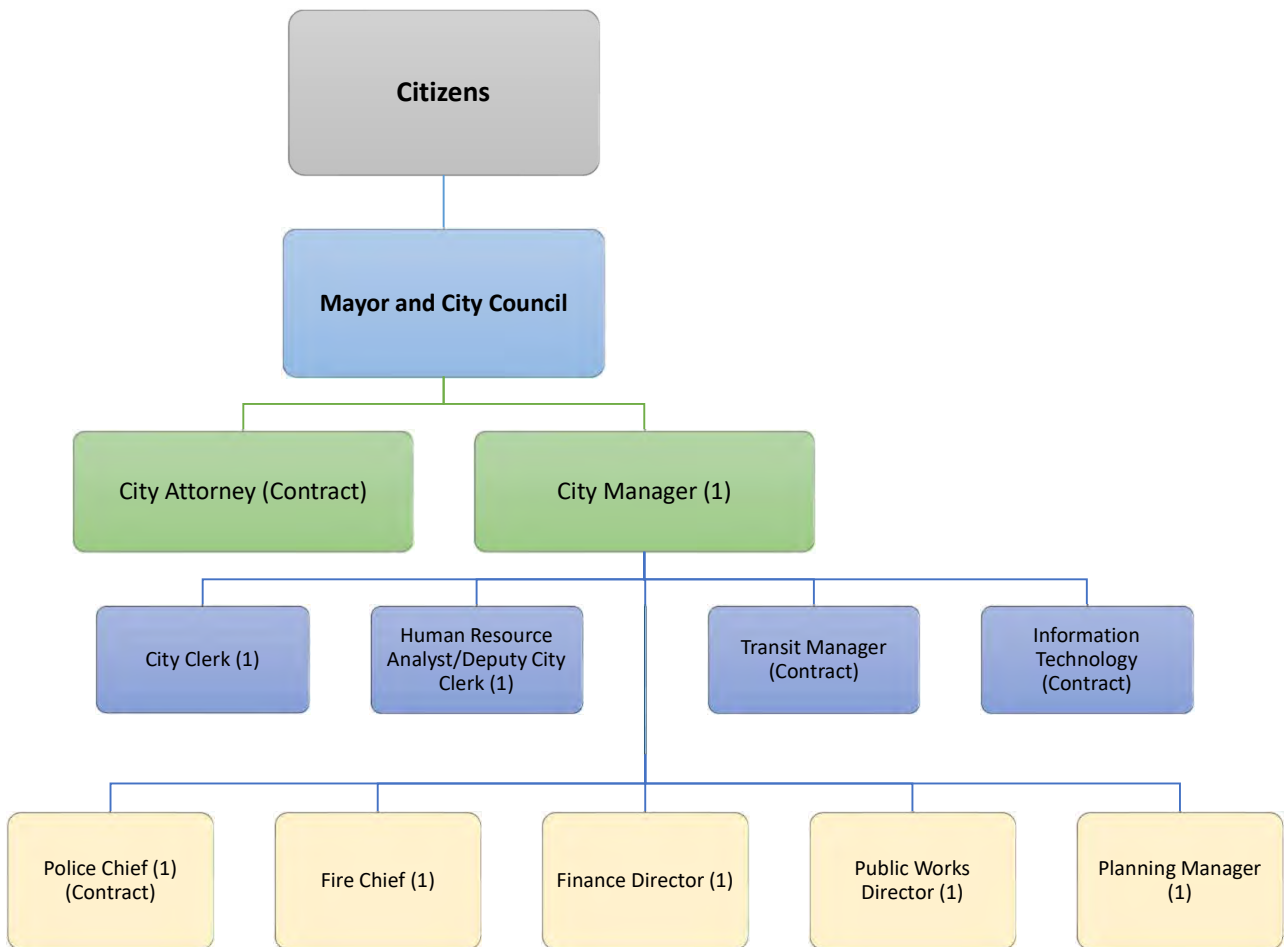 Citizens
Mayor and City Council
City Attorney (Contract)
City Manager (1)
City Clerk (1)
Human Resource
Analyst/Deputy City
Clerk (1)
Transit Manager
(Contract)
Information
Technology
(Contract)
Police Chief (1)
(Contract)
Fire Chief (1)
Finance Director (1)
Public Works
Director (1)
Planning Manager
(1)